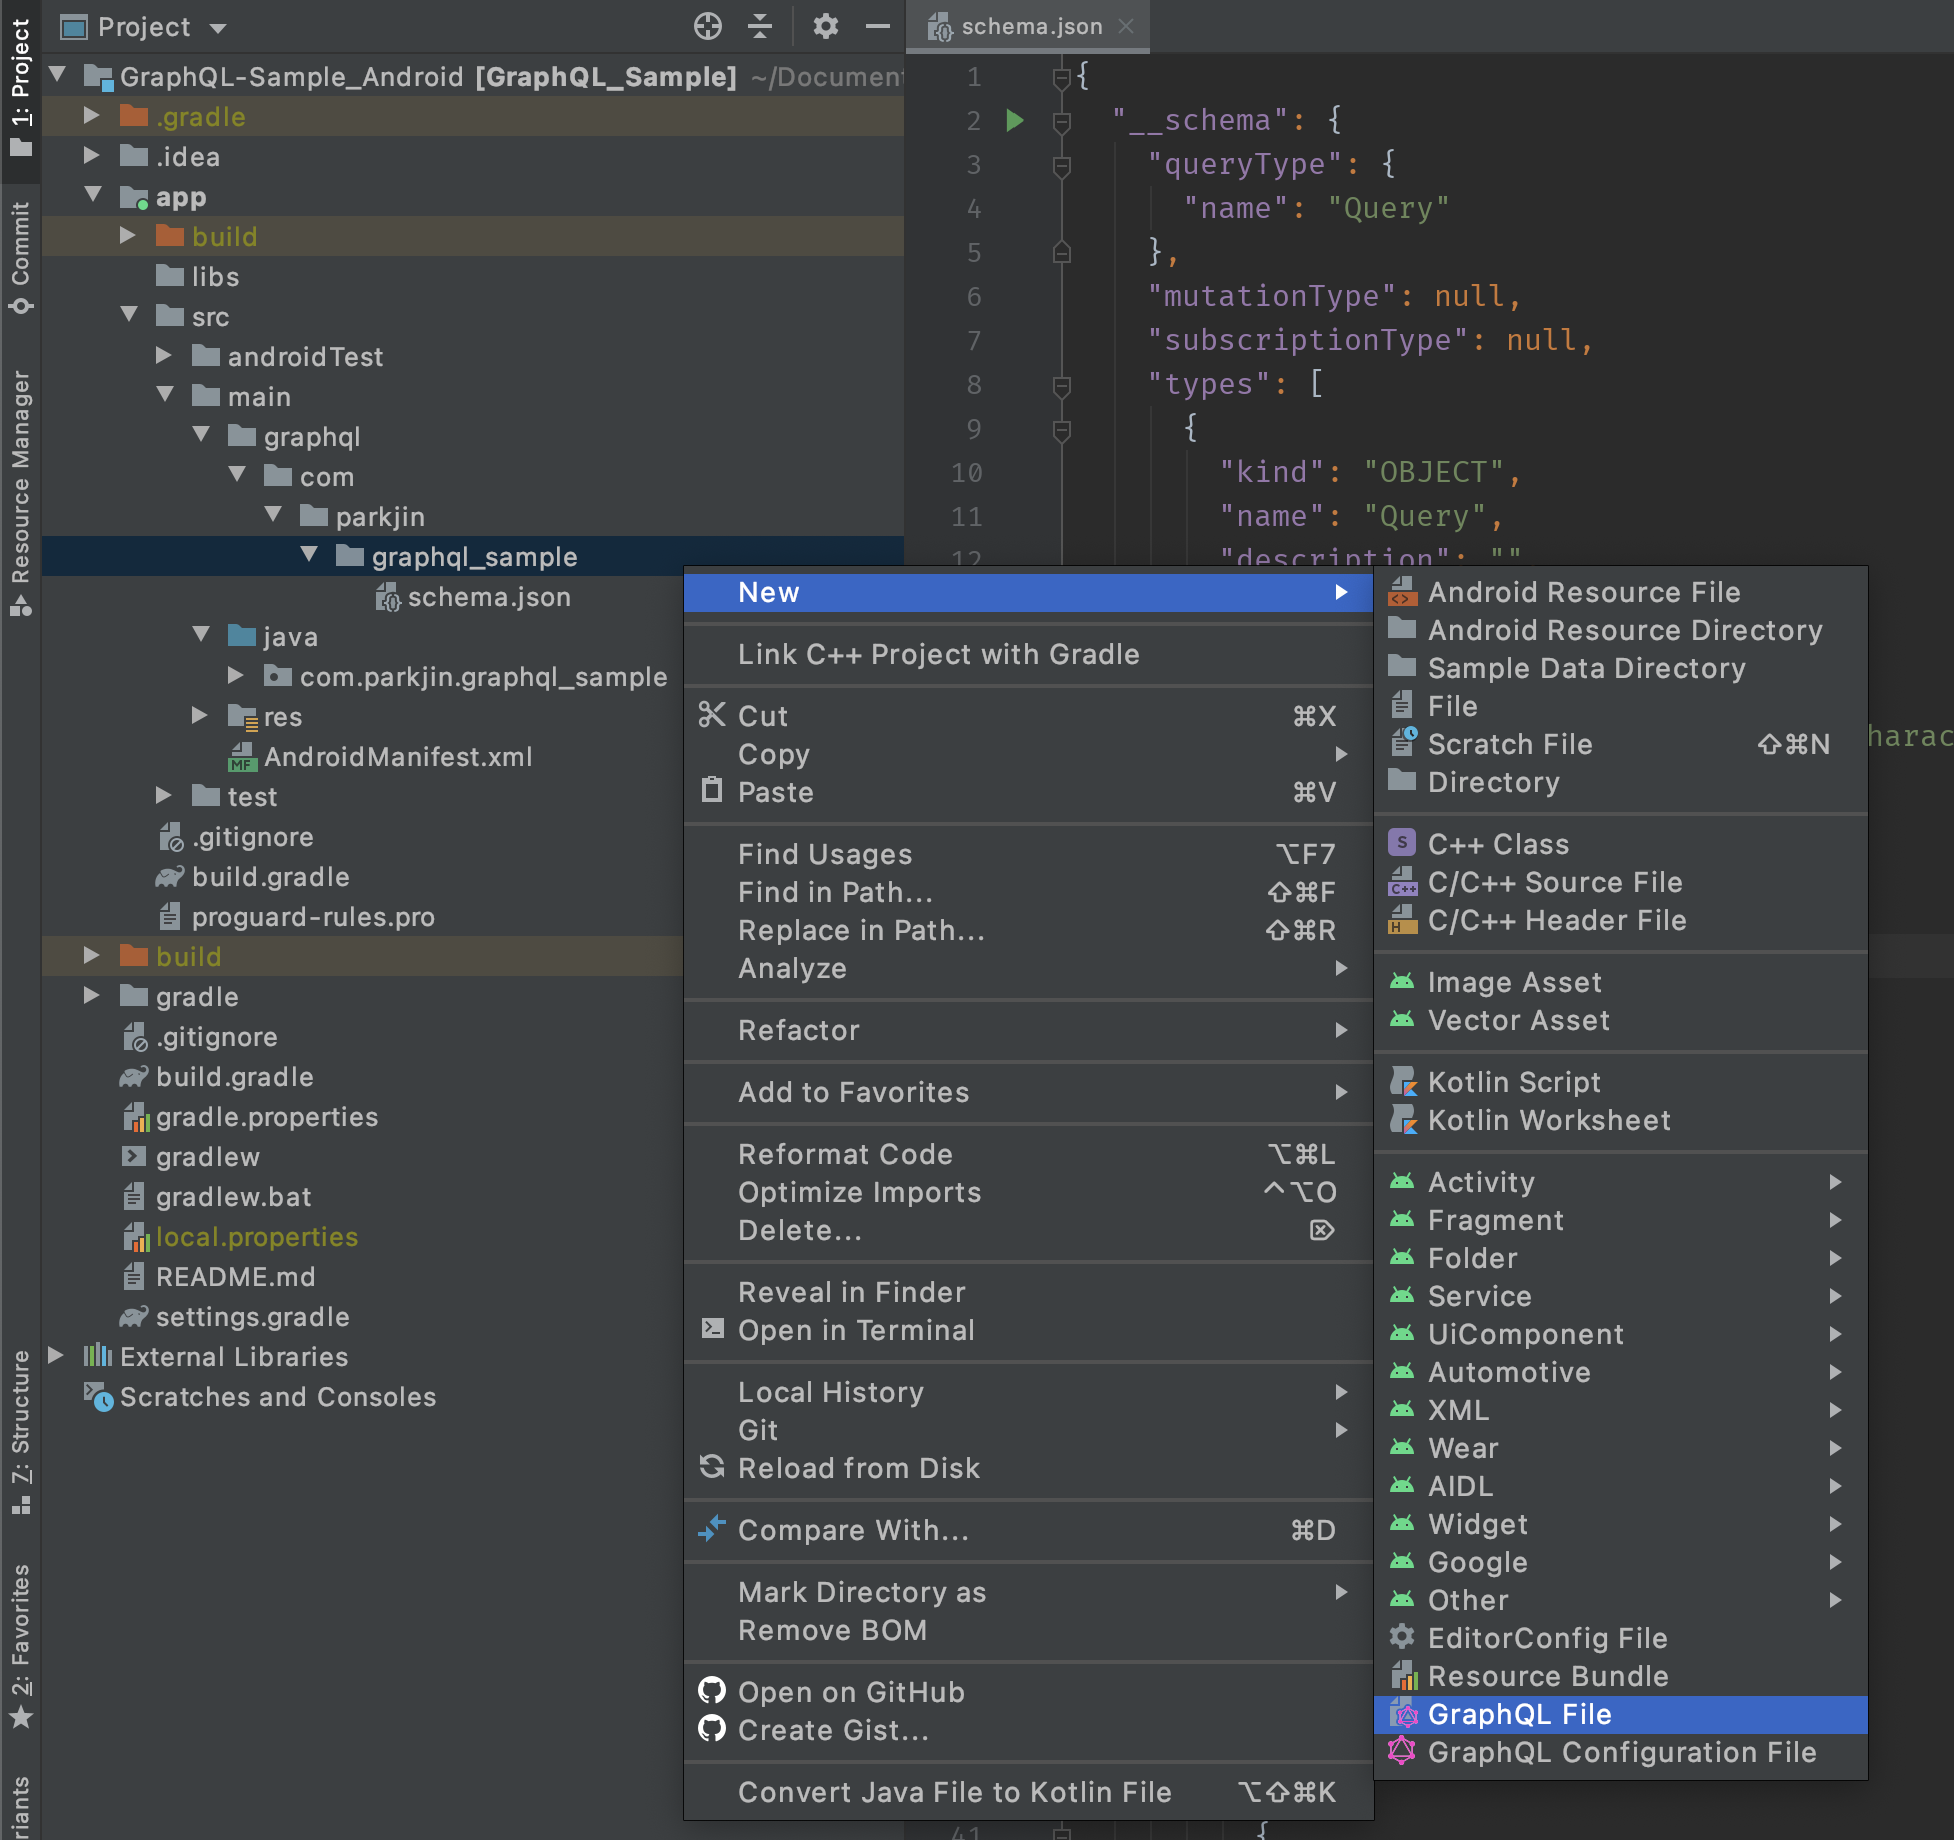 Project
1: Project
Commit
Resource Manager
7: Structure
2: Favorites
riants
GraphQL-Sample_Android [GraphQL_Sample] ~/Documen
.gradle
.idea
app
build
libs
src
androidTest
main
graphql
com
parkjin
graphql_sample
schema.json
java
com.parkjin.graphql_sample
res
AndroidManifest.xml
test
.gitignore
build.gradle
proguard-rules.pro
build
gradle
.gitignore
build.gradle
gradle.properties
gradlew
gradlew.bat
local.properties
README.md
settings.gradle
External Libraries
Scratches and Consoles
schema.json
1 {
2 "__schema": {
3 "queryType": {
4 "name": "Query"
5 },
6 "mutationType": null,
7 "subscriptionType": null,
8 "types": [
9 {
10 "kind": "OBJECT",
11 "name": "Query",
12 "description": ""
harac
41 {
New
Link C++ Project with Gradle
Cut ⌘X
Copy
Paste ⌘V
Find Usages ⌥F7
Find in Path... ⇧⌘F
Replace in Path... ⇧⌘R
Analyze
Refactor
Add to Favorites
Reformat Code ⌥⌘L
Optimize Imports ^⌥O
Delete... ⌦
Reveal in Finder
Open in Terminal
Local History
Git
Reload from Disk
Compare With... ⌘D
Mark Directory as
Remove BOM
Open on GitHub
Create Gist...
Convert Java File to Kotlin File ⌥⇧⌘K
Android Resource File
Android Resource Directory
Sample Data Directory
File
Scratch File ⇧⌘N
Directory
C++ Class
C/C++ Source File
C/C++ Header File
Image Asset
Vector Asset
Kotlin Script
Kotlin Worksheet
Activity
Fragment
Folder
Service
UiComponent
Automotive
XML
Wear
AIDL
Widget
Google
Other
EditorConfig File
Resource Bundle
GraphQL File
GraphQL Configuration File